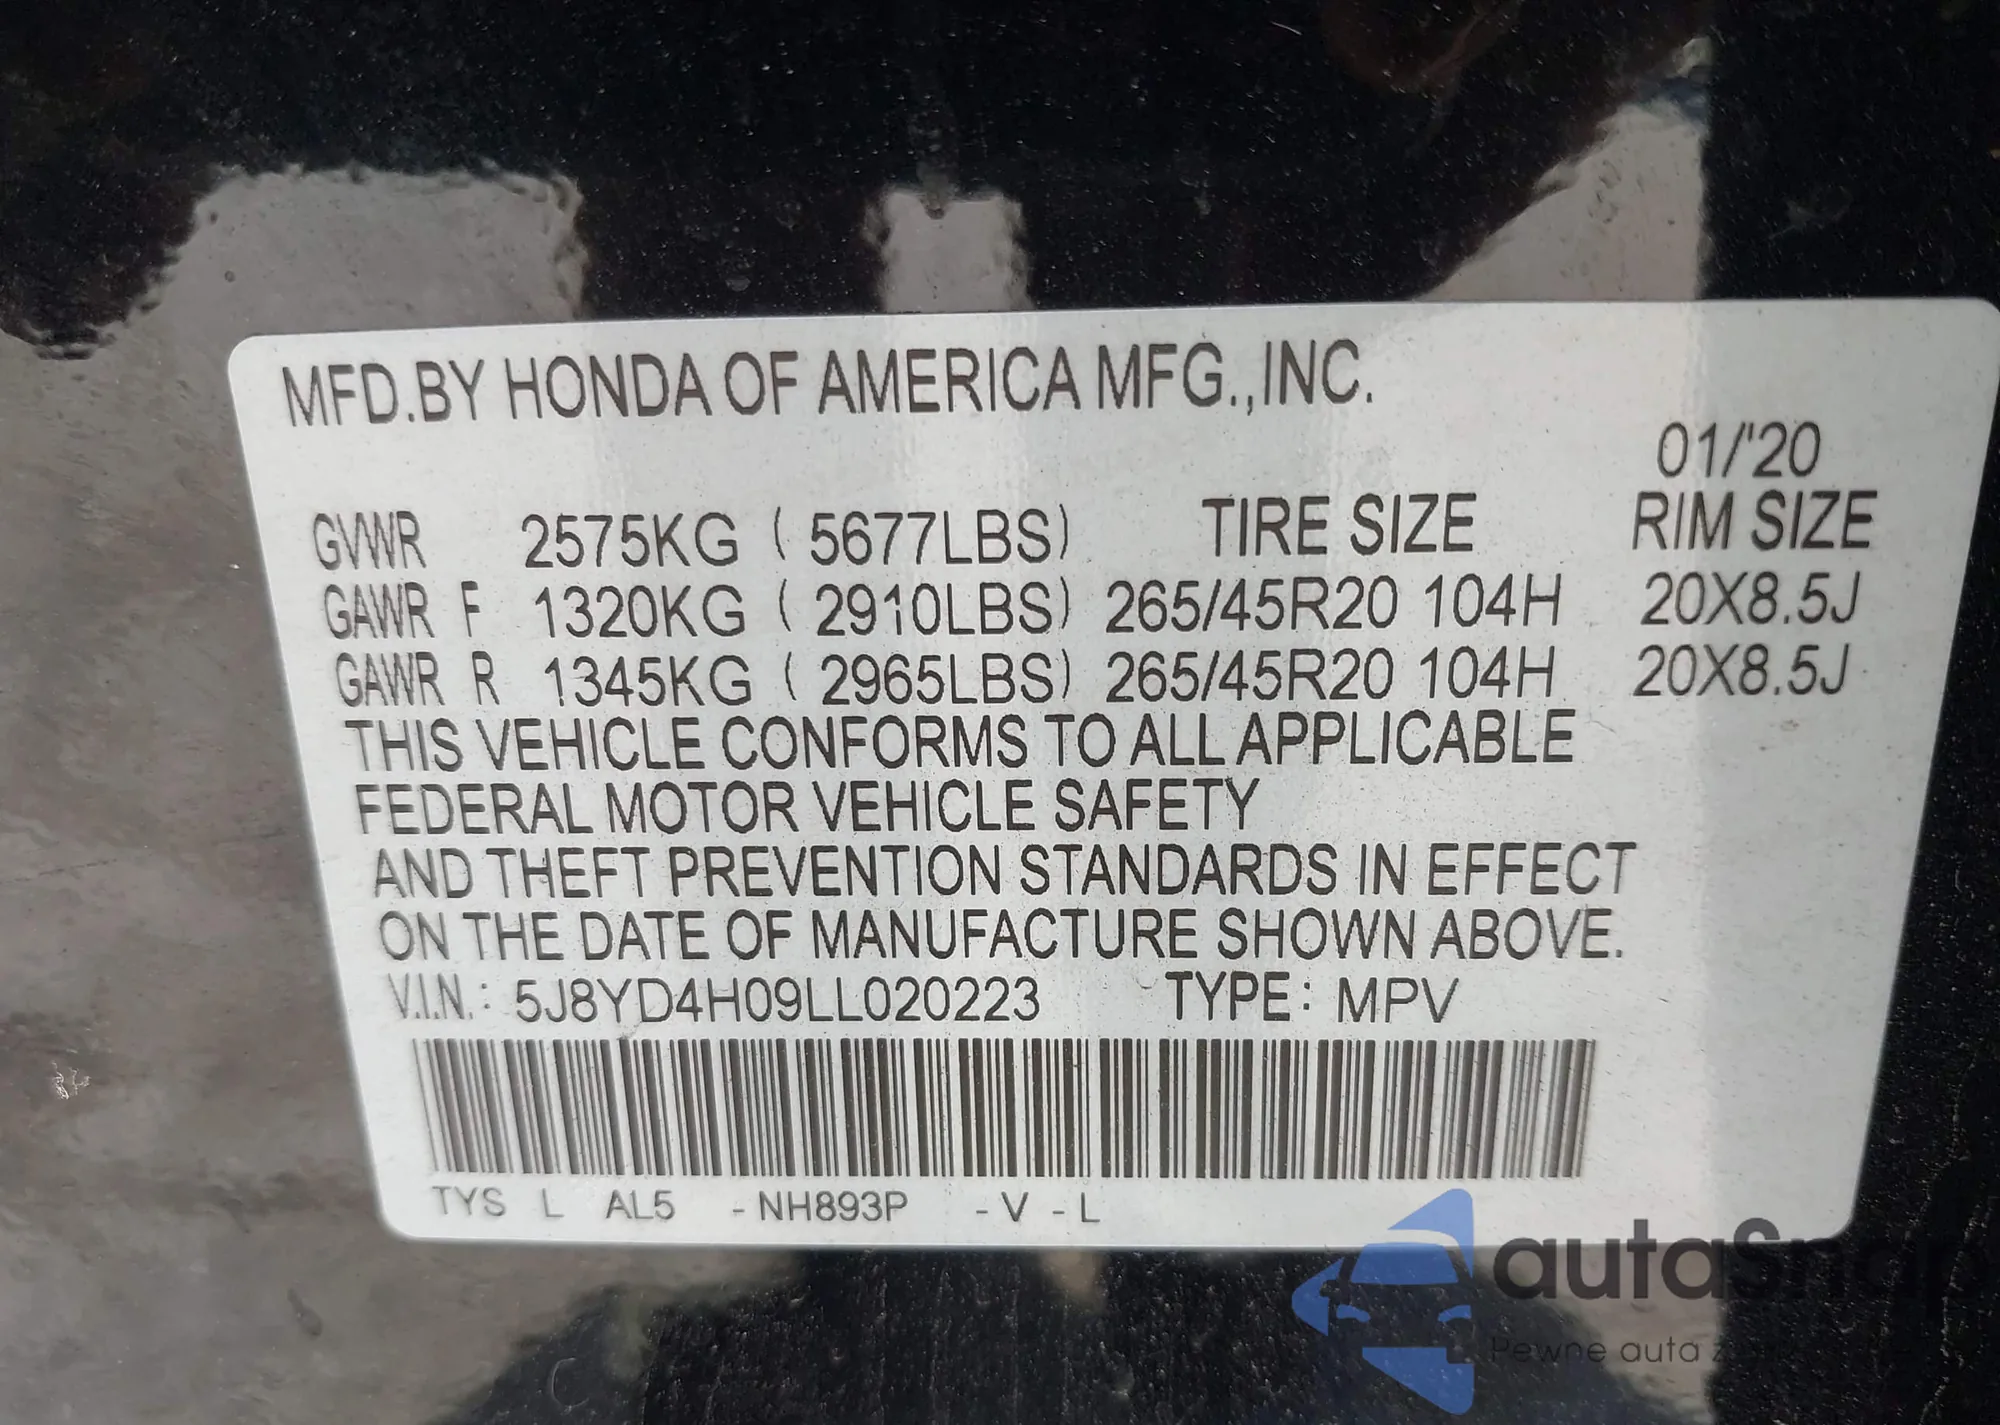 MFD.BY HONDA OF AMERICA MFG.,INC.
01/'20
GVWR 2575KG ( 5677LBS) TIRE SIZE RIM SIZE
GAWR F 1320KG ( 2910LBS) 265/45R20 104H 20X8.5J
GAWR R 1345KG ( 2965LBS) 265/45R20 104H 20X8.5J
THIS VEHICLE CONFORMS TO ALL APPLICABLE
FEDERAL MOTOR VEHICLE SAFETY
AND THEFT PREVENTION STANDARDS IN EFFECT
ON THE DATE OF MANUFACTURE SHOWN ABOVE.
V.I.N.: 5J8YD4H09LL020223 TYPE: MPV
TYS L AL5 -NH893P -V -L
autaSnap
Pewne auta z